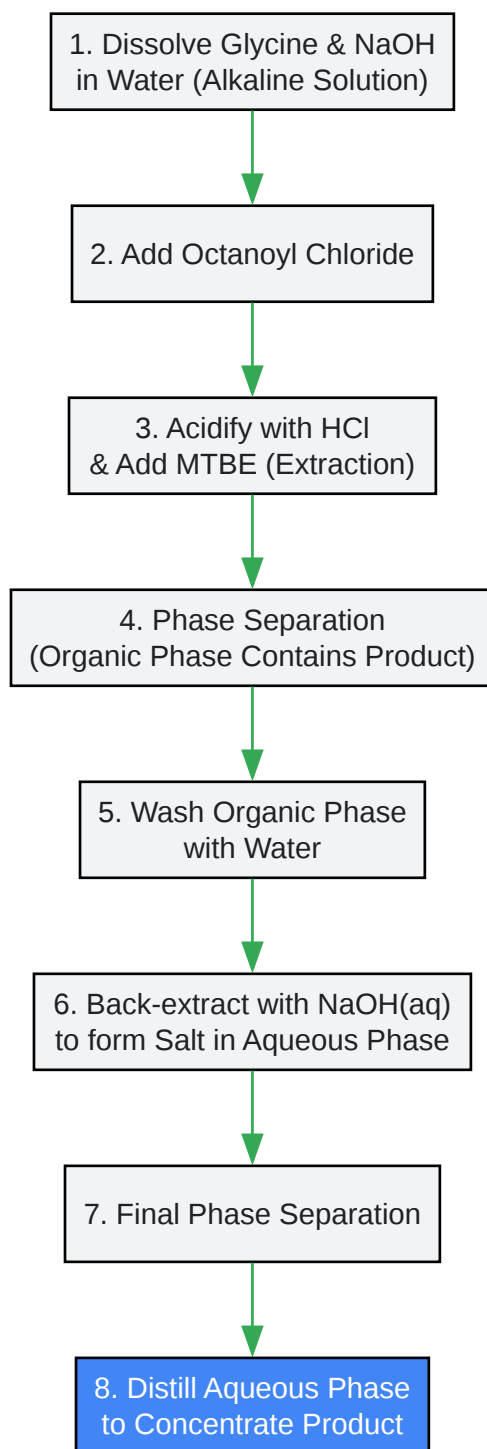 1. Dissolve Glycine & NaOH
in Water (Alkaline Solution)
2. Add Octanoyl Chloride
3. Acidify with HCl
& Add MTBE (Extraction)
4. Phase Separation
(Organic Phase Contains Product)
5. Wash Organic Phase
with Water
6. Back-extract with NaOH(aq)
to form Salt in Aqueous Phase
7. Final Phase Separation
8. Distill Aqueous Phase
to Concentrate Product